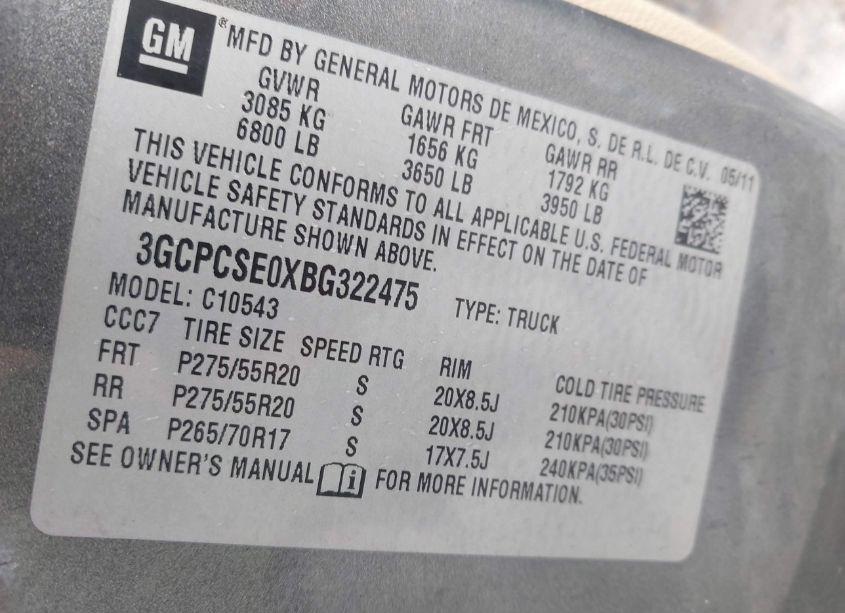 GM ® MFD BY GENERAL MOTORS DE MEXICO, S. DE R.L. DE C.V. 05/11
GVWR GAWR FRT GAWR RR
3085 KG 1656 KG 1792 KG
6800 LB 3650 LB 3950 LB
THIS VEHICLE CONFORMS TO ALL APPLICABLE U.S. FEDERAL MOTOR
VEHICLE SAFETY STANDARDS IN EFFECT ON THE DATE OF
MANUFACTURE SHOWN ABOVE.
3GCPCSE0XBG322475 TYPE: TRUCK
MODEL: C10543
CCC7 TIRE SIZE SPEED RTG RIM COLD TIRE PRESSURE
FRT P275/55R20 S 20X8.5J 210KPA(30PSI)
RR P275/55R20 S 20X8.5J 210KPA(30PSI)
SPA P265/70R17 S 17X7.5J 240KPA(35PSI)
SEE OWNER'S MANUAL FOR MORE INFORMATION.